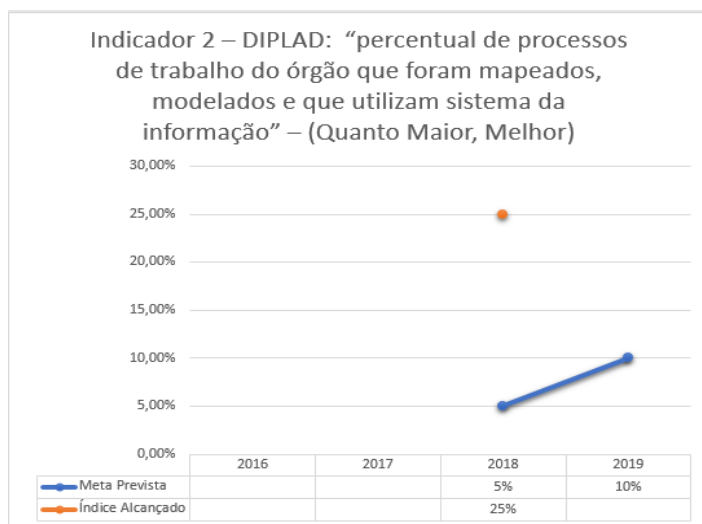 Indicador 2 – DIPLAD: “percentual de processos
de trabalho do órgão que foram mapeados,
modelados e que utilizam sistema da
informação” – (Quanto Maior, Melhor)
30,00%
25,00%
20,00%
15,00%
10,00%
5,00%
0,00%
2016 2017 2018 2019
Meta Prevista 5% 10%
Índice Alcançado 25%